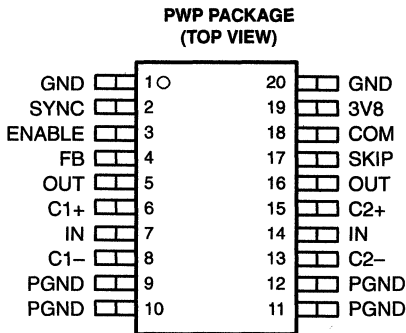 PWP PACKAGE
(TOP VIEW)
GND 1 20 GND
SYNC 2 19 3V8
ENABLE 3 18 COM
FB 4 17 SKIP
OUT 5 16 OUT
C1+ 6 15 C2+
IN 7 14 IN
C1− 8 13 C2−
PGND 9 12 PGND
PGND 10 11 PGND